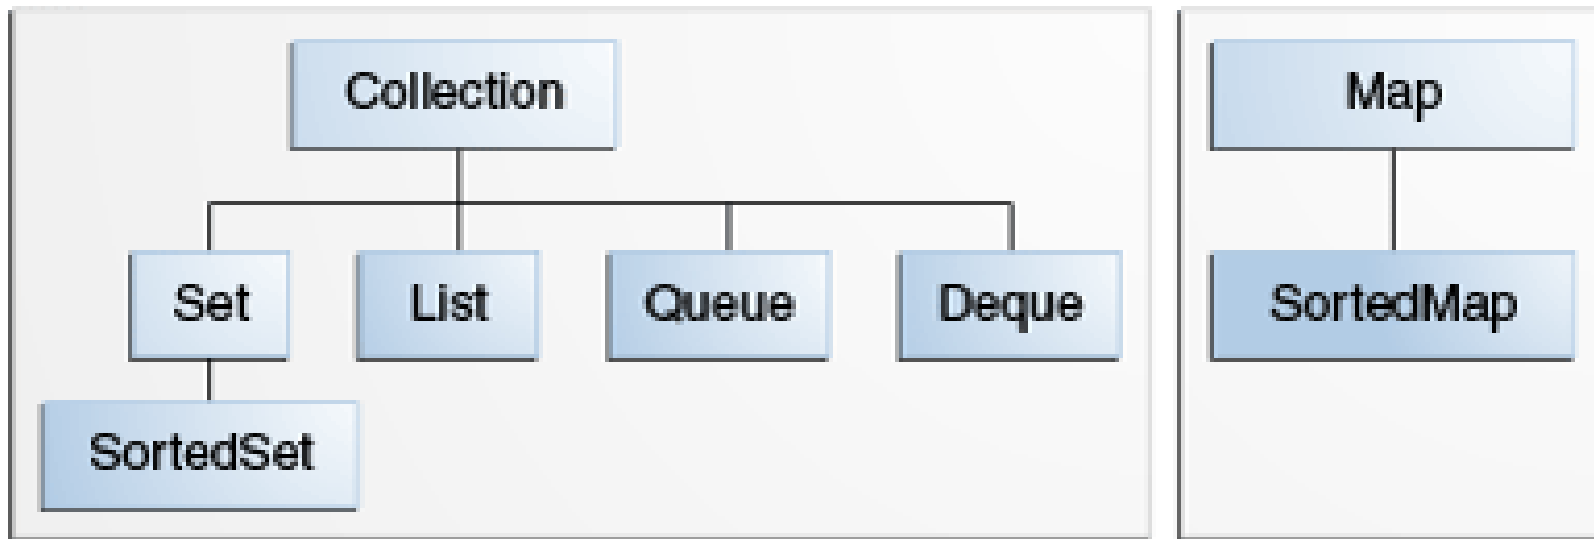 Collection
Map
Set
List
Queue
Deque
SortedMap
SortedSet